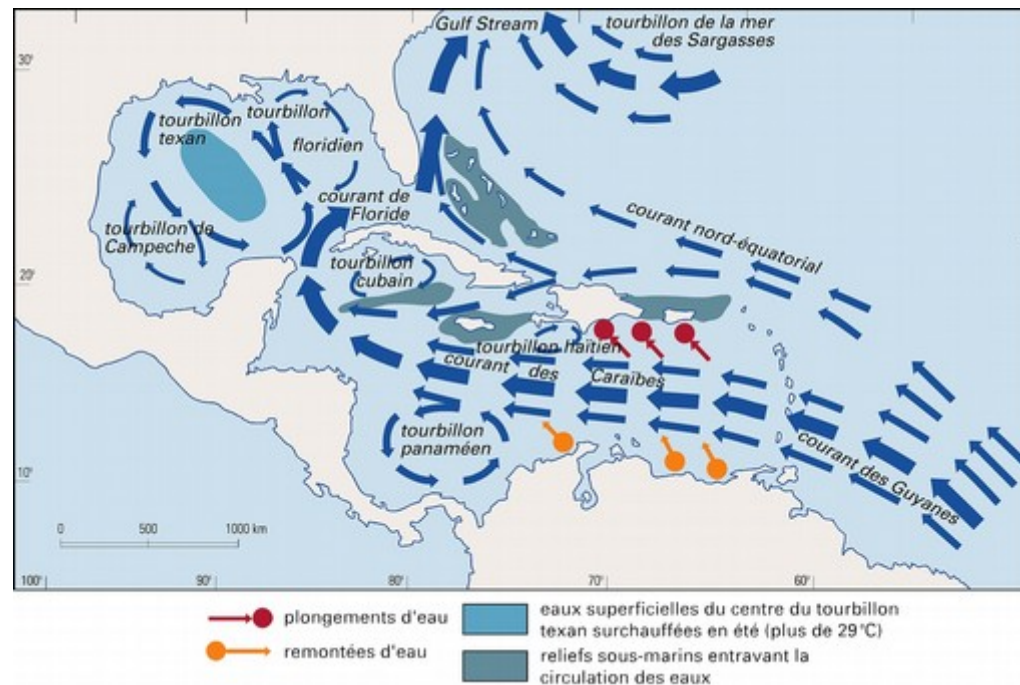 Gulf Stream
tourbillon de la mer
des Sargasses
30'
tourbillon
texan
tourbillon
floridien
courant de
Floride
tourbillon de
Campeche
courant nord-équatorial
20'
tourbillon
cubain
tourbillon haïtien
courant des Caraïbes
tourbillon
panaméen
courant des Guyanes
10'
0 500 1000 km
100' 90' 80' 70' 60'
plongements d'eau
remontées d'eau
eaux superficielles du centre du tourbillon
texan surchauffées en été (plus de 29°C)
reliefs sous-marins entravant la
circulation des eaux